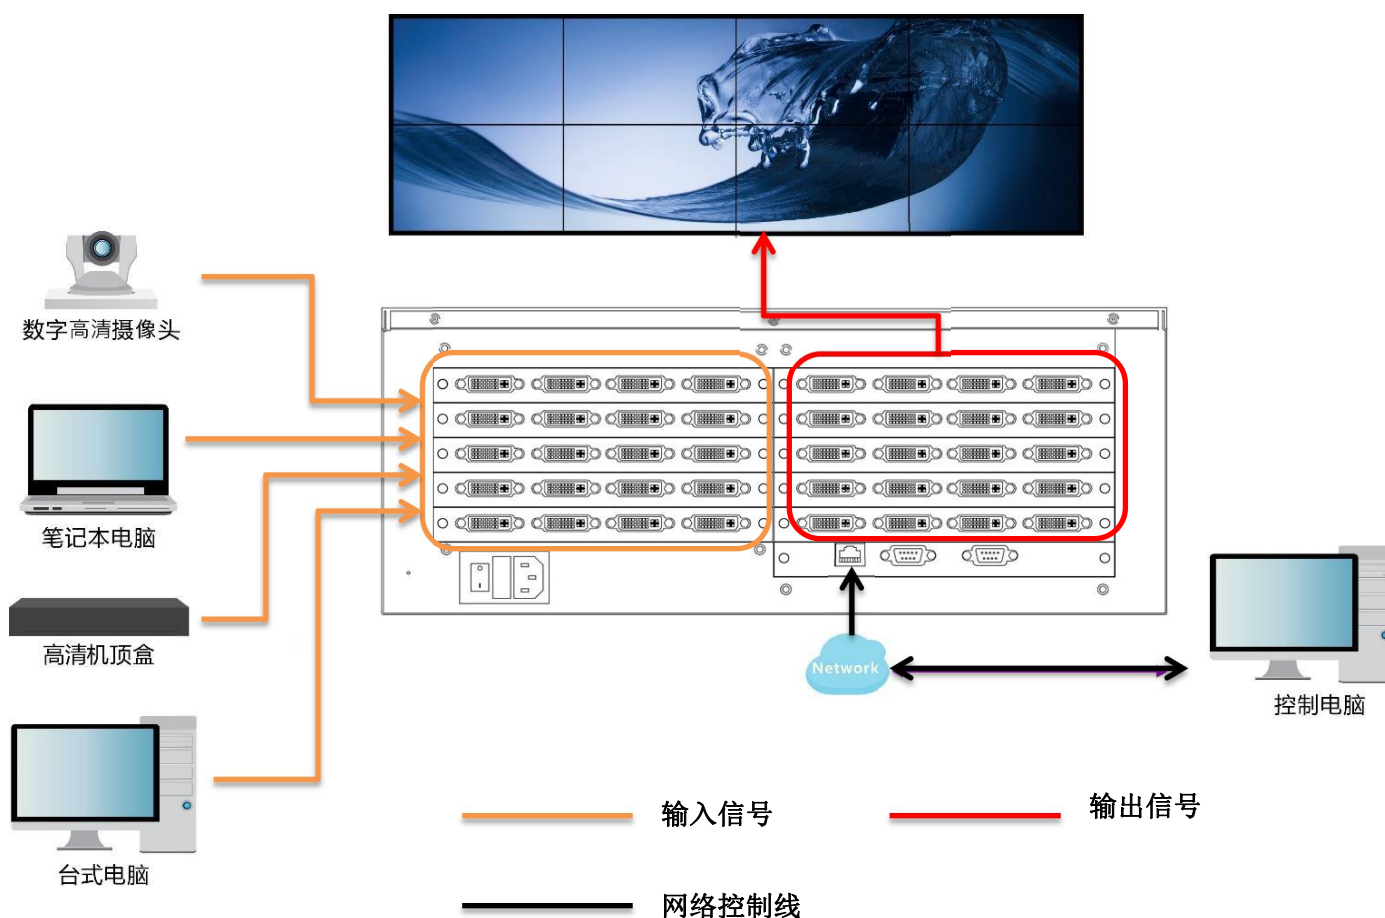 数字高清摄像头
笔记本电脑
高清机顶盒
Network
控制电脑
输入信号
输出信号
台式电脑
网络控制线